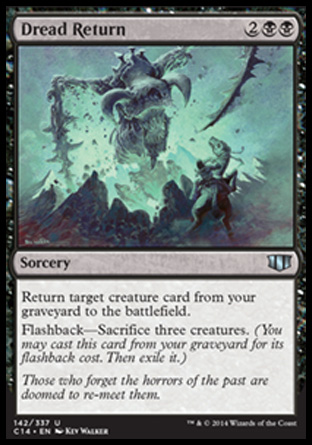 Dread Return 2
Sorcery
Return target creature card from your
graveyard to the battlefield.
Flashback—Sacrifice three creatures. (You
may cast this card from your graveyard for its
flashback cost. Then exile it.)
Those who forget the horrors of the past are
doomed to re-meet them.
142/337 U
C14 • EN Kev Walker ™ & © 2014 Wizards of the Coast